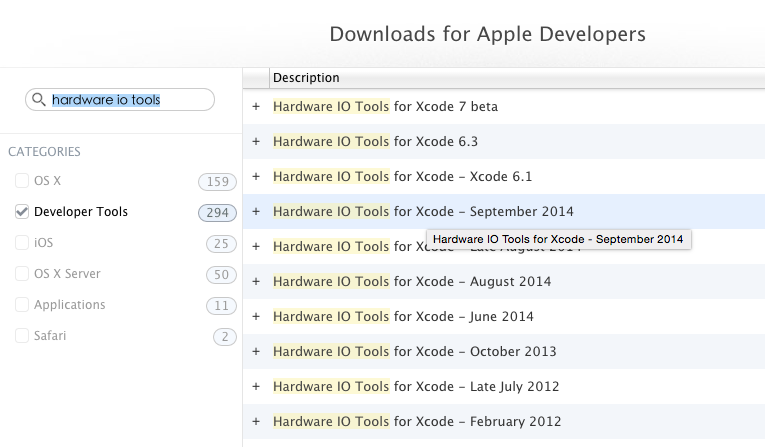 Downloads for Apple Developers
hardware io tools
CATEGORIES
OS X 159
Developer Tools 294
iOS 25
OS X Server 50
Applications 11
Safari 2
Description
+ Hardware IO Tools for Xcode 7 beta
+ Hardware IO Tools for Xcode 6.3
+ Hardware IO Tools for Xcode – Xcode 6.1
+ Hardware IO Tools for Xcode – September 2014
Hardware IO Tools for Xcode - September 2014
+ Hardware IO Tools for Xcode – Late August 2014
+ Hardware IO Tools for Xcode – August 2014
+ Hardware IO Tools for Xcode – June 2014
+ Hardware IO Tools for Xcode – October 2013
+ Hardware IO Tools for Xcode – Late July 2012
+ Hardware IO Tools for Xcode – February 2012